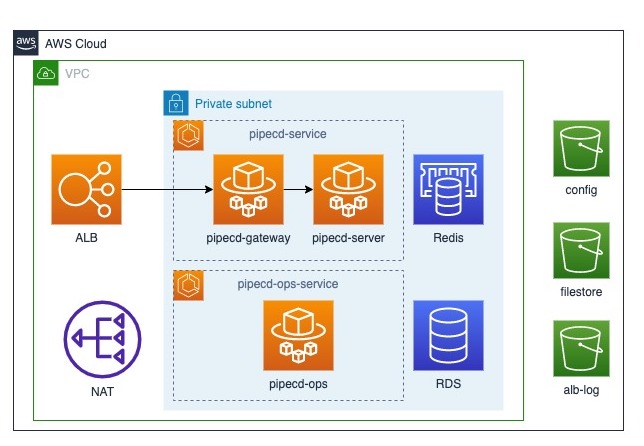 aws
AWS Cloud
VPC
Private subnet
pipecd-service
ALB
pipecd-gateway
pipecd-server
Redis
config
pipecd-ops-service
filestore
NAT
pipecd-ops
RDS
alb-log